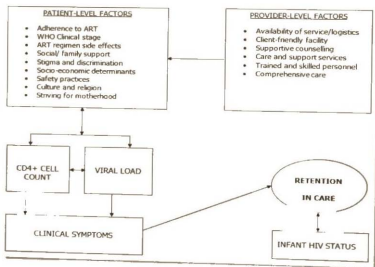 PATIENT-LEVEL FACTORS
• Adherence to ART
• WHO Clinical stage
• ART regimen side effects
• Social/ family support
• Stigma and discrimination
• Socio-economic determinants
• Safety practices
• Culture and religion
• Striving for motherhood
PROVIDER-LEVEL FACTORS
• Availability of service/logistics
• Client-friendly facility
• Supportive counselling
• Care and support services
• Trained and skilled personnel
• Comprehensive care
CD4+ CELL
COUNT
VIRAL LOAD
CLINICAL SYMPTOMS
RETENTION
IN CARE
INFANT HIV STATUS